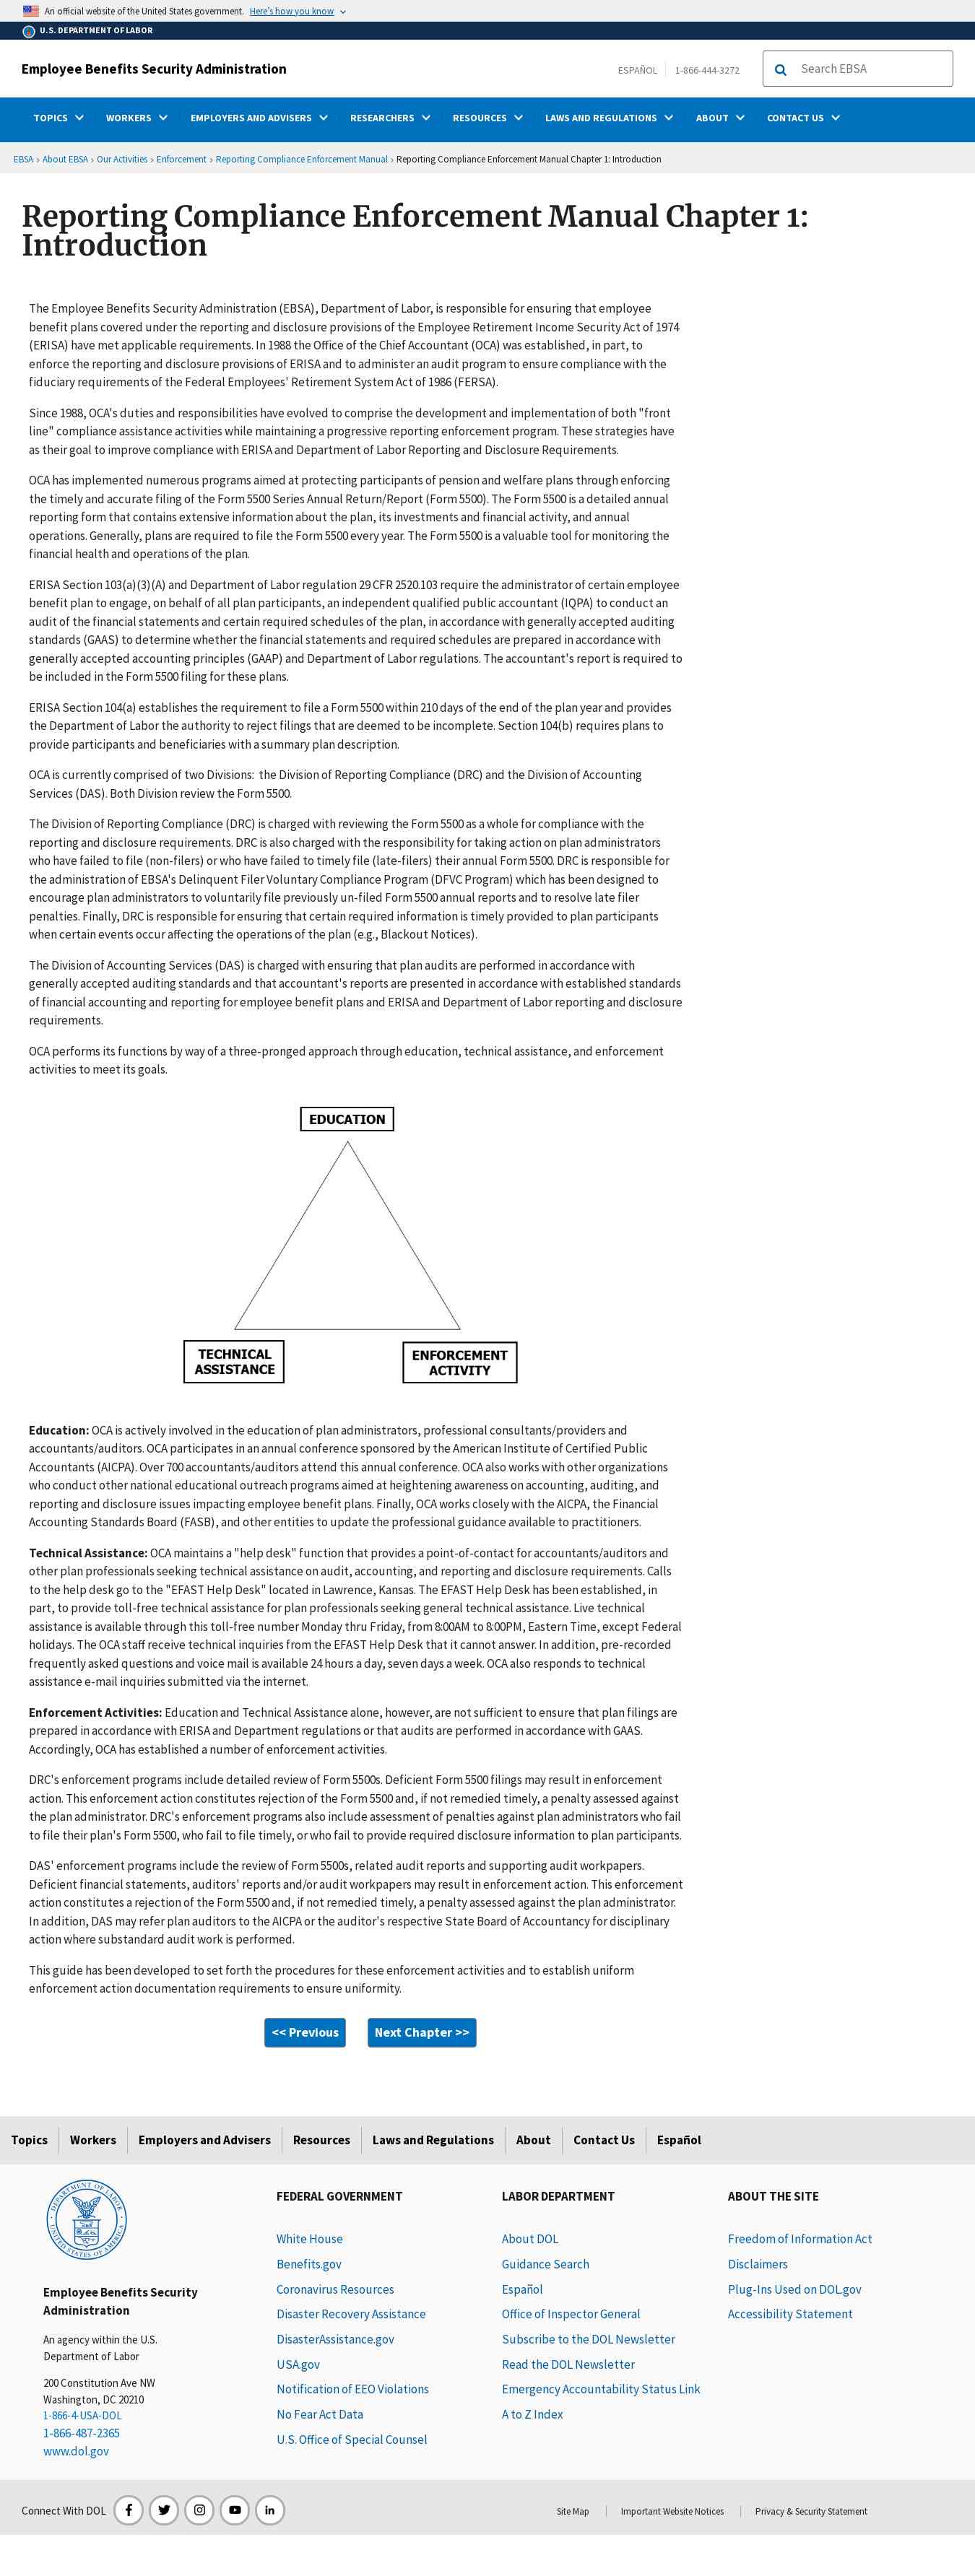 An official website of the United States government. Here's how you know
U.S. DEPARTMENT OF LABOR
Employee Benefits Security Administration
ESPAÑOL
1-866-444-3272
Search EBSA
TOPICS
WORKERS
EMPLOYERS AND ADVISERS
RESEARCHERS
RESOURCES
LAWS AND REGULATIONS
ABOUT
CONTACT US
EBSA › About EBSA › Our Activities › Enforcement › Reporting Compliance Enforcement Manual › Reporting Compliance Enforcement Manual Chapter 1: Introduction
Reporting Compliance Enforcement Manual Chapter 1:
Introduction
The Employee Benefits Security Administration (EBSA), Department of Labor, is responsible for ensuring that employee
benefit plans covered under the reporting and disclosure provisions of the Employee Retirement Income Security Act of 1974
(ERISA) have met applicable requirements. In 1988 the Office of the Chief Accountant (OCA) was established, in part, to
enforce the reporting and disclosure provisions of ERISA and to administer an audit program to ensure compliance with the
fiduciary requirements of the Federal Employees' Retirement System Act of 1986 (FERSA).
Since 1988, OCA's duties and responsibilities have evolved to comprise the development and implementation of both "front
line" compliance assistance activities while maintaining a progressive reporting enforcement program. These strategies have
as their goal to improve compliance with ERISA and Department of Labor Reporting and Disclosure Requirements.
OCA has implemented numerous programs aimed at protecting participants of pension and welfare plans through enforcing
the timely and accurate filing of the Form 5500 Series Annual Return/Report (Form 5500). The Form 5500 is a detailed annual
reporting form that contains extensive information about the plan, its investments and financial activity, and annual
operations. Generally, plans are required to file the Form 5500 every year. The Form 5500 is a valuable tool for monitoring the
financial health and operations of the plan.
ERISA Section 103(a)(3)(A) and Department of Labor regulation 29 CFR 2520.103 require the administrator of certain employee
benefit plan to engage, on behalf of all plan participants, an independent qualified public accountant (IQPA) to conduct an
audit of the financial statements and certain required schedules of the plan, in accordance with generally accepted auditing
standards (GAAS) to determine whether the financial statements and required schedules are prepared in accordance with
generally accepted accounting principles (GAAP) and Department of Labor regulations. The accountant's report is required to
be included in the Form 5500 filing for these plans.
ERISA Section 104(a) establishes the requirement to file a Form 5500 within 210 days of the end of the plan year and provides
the Department of Labor the authority to reject filings that are deemed to be incomplete. Section 104(b) requires plans to
provide participants and beneficiaries with a summary plan description.
OCA is currently comprised of two Divisions: the Division of Reporting Compliance (DRC) and the Division of Accounting
Services (DAS). Both Division review the Form 5500.
The Division of Reporting Compliance (DRC) is charged with reviewing the Form 5500 as a whole for compliance with the
reporting and disclosure requirements. DRC is also charged with the responsibility for taking action on plan administrators
who have failed to file (non-filers) or who have failed to timely file (late-filers) their annual Form 5500. DRC is responsible for
the administration of EBSA's Delinquent Filer Voluntary Compliance Program (DFVC Program) which has been designed to
encourage plan administrators to voluntarily file previously un-filed Form 5500 annual reports and to resolve late filer
penalties. Finally, DRC is responsible for ensuring that certain required information is timely provided to plan participants
when certain events occur affecting the operations of the plan (e.g., Blackout Notices).
The Division of Accounting Services (DAS) is charged with ensuring that plan audits are performed in accordance with
generally accepted auditing standards and that accountant's reports are presented in accordance with established standards
of financial accounting and reporting for employee benefit plans and ERISA and Department of Labor reporting and disclosure
requirements.
OCA performs its functions by way of a three-pronged approach through education, technical assistance, and enforcement
activities to meet its goals.
EDUCATION
TECHNICAL
ASSISTANCE
ENFORCEMENT
ACTIVITY
Education: OCA is actively involved in the education of plan administrators, professional consultants/providers and
accountants/auditors. OCA participates in an annual conference sponsored by the American Institute of Certified Public
Accountants (AICPA). Over 700 accountants/auditors attend this annual conference. OCA also works with other organizations
who conduct other national educational outreach programs aimed at heightening awareness on accounting, auditing, and
reporting and disclosure issues impacting employee benefit plans. Finally, OCA works closely with the AICPA, the Financial
Accounting Standards Board (FASB), and other entities to update the professional guidance available to practitioners.
Technical Assistance: OCA maintains a "help desk" function that provides a point-of-contact for accountants/auditors and
other plan professionals seeking technical assistance on audit, accounting, and reporting and disclosure requirements. Calls
to the help desk go to the "EFAST Help Desk" located in Lawrence, Kansas. The EFAST Help Desk has been established, in
part, to provide toll-free technical assistance for plan professionals seeking general technical assistance. Live technical
assistance is available through this toll-free number Monday thru Friday, from 8:00AM to 8:00PM, Eastern Time, except Federal
holidays. The OCA staff receive technical inquiries from the EFAST Help Desk that it cannot answer. In addition, pre-recorded
frequently asked questions and voice mail is available 24 hours a day, seven days a week. OCA also responds to technical
assistance e-mail inquiries submitted via the internet.
Enforcement Activities: Education and Technical Assistance alone, however, are not sufficient to ensure that plan filings are
prepared in accordance with ERISA and Department regulations or that audits are performed in accordance with GAAS.
Accordingly, OCA has established a number of enforcement activities.
DRC's enforcement programs include detailed review of Form 5500s. Deficient Form 5500 filings may result in enforcement
action. This enforcement action constitutes rejection of the Form 5500 and, if not remedied timely, a penalty assessed against
the plan administrator. DRC's enforcement programs also include assessment of penalties against plan administrators who fail
to file their plan's Form 5500, who fail to file timely, or who fail to provide required disclosure information to plan participants.
DAS' enforcement programs include the review of Form 5500s, related audit reports and supporting audit workpapers.
Deficient financial statements, auditors' reports and/or audit workpapers may result in enforcement action. This enforcement
action constitutes a rejection of the Form 5500 and, if not remedied timely, a penalty assessed against the plan administrator.
In addition, DAS may refer plan auditors to the AICPA or the auditor's respective State Board of Accountancy for disciplinary
action where substandard audit work is performed.
This guide has been developed to set forth the procedures for these enforcement activities and to establish uniform
enforcement action documentation requirements to ensure uniformity.
<< Previous
Next Chapter >>
Topics
Workers
Employers and Advisers
Resources
Laws and Regulations
About
Contact Us
Español
DEPARTMENT OF LABOR
UNITED STATES OF AMERICA
Employee Benefits Security
Administration
An agency within the U.S.
Department of Labor
200 Constitution Ave NW
Washington, DC 20210
1-866-4-USA-DOL
1-866-487-2365
www.dol.gov
FEDERAL GOVERNMENT
White House
Benefits.gov
Coronavirus Resources
Disaster Recovery Assistance
DisasterAssistance.gov
USA.gov
Notification of EEO Violations
No Fear Act Data
U.S. Office of Special Counsel
LABOR DEPARTMENT
About DOL
Guidance Search
Español
Office of Inspector General
Subscribe to the DOL Newsletter
Read the DOL Newsletter
Emergency Accountability Status Link
A to Z Index
ABOUT THE SITE
Freedom of Information Act
Disclaimers
Plug-Ins Used on DOL.gov
Accessibility Statement
Connect With DOL
Site Map
Important Website Notices
Privacy & Security Statement